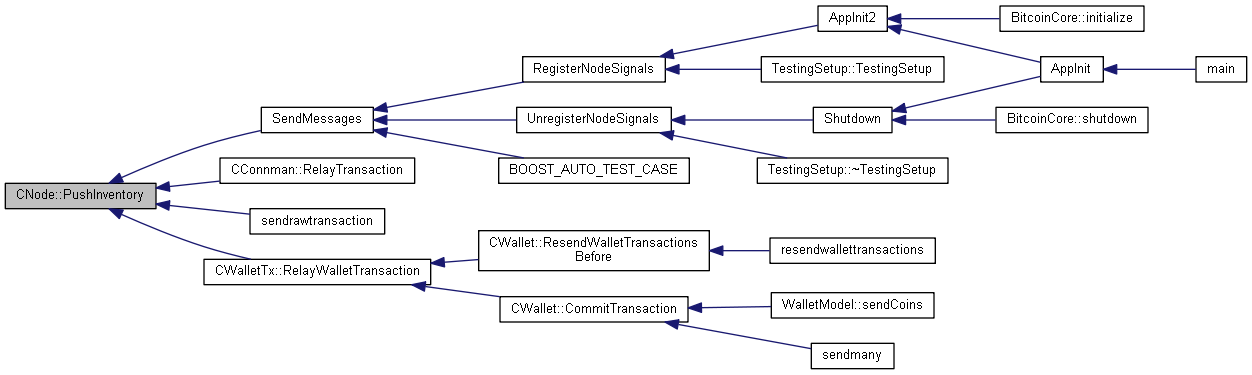 AppInit2
BitcoinCore::initialize
RegisterNodeSignals
TestingSetup::TestingSetup
AppInit
main
SendMessages
UnregisterNodeSignals
Shutdown
BitcoinCore::shutdown
CConnman::RelayTransaction
BOOST_AUTO_TEST_CASE
TestingSetup::~TestingSetup
CNode::PushInventory
sendrawtransaction
CWallet::ResendWalletTransactions
Before
resendwallettransactions
CWalletTx::RelayWalletTransaction
CWallet::CommitTransaction
WalletModel::sendCoins
sendmany